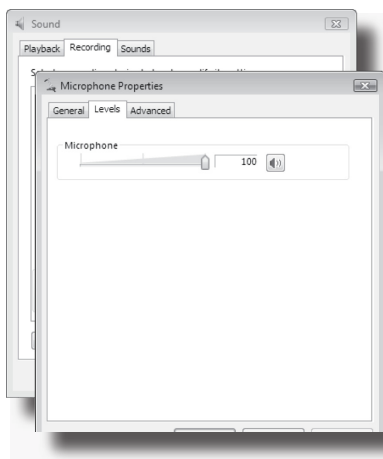 Sound
Playback Recording Sounds
Microphone Properties
General Levels Advanced
Microphone
100